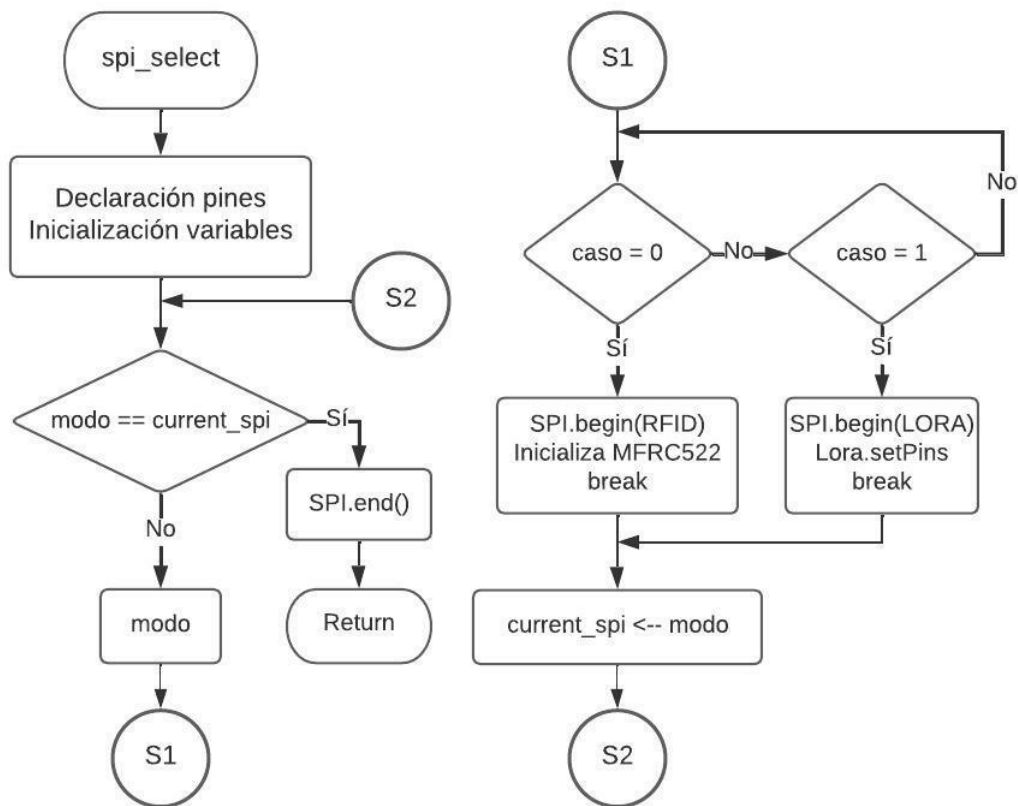 spi_select
Declaración pines
Inicialización variables
S2
modo == current_spi
Sí
SPI.end()
Return
No
modo
S1
S1
caso = 0
No
caso = 1
No
Sí
SPI.begin(RFID)
Inicializa MFRC522
break
Sí
SPI.begin(LORA)
Lora.setPins
break
current_spi <-- modo
S2